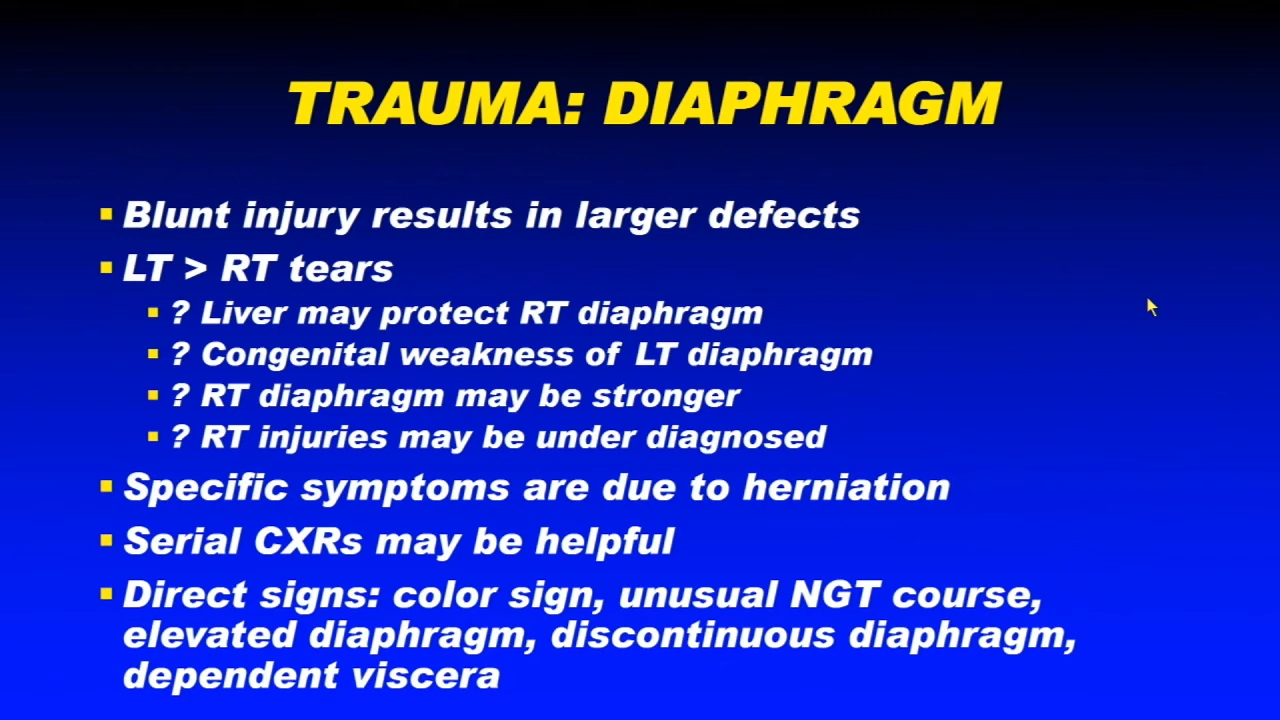 TRAUMA: DIAPHRAGM
Blunt injury results in larger defects
LT > RT tears
? Liver may protect RT diaphragm
? Congenital weakness of LT diaphragm
? RT diaphragm may be stronger
? RT injuries may be under diagnosed
Specific symptoms are due to herniation
Serial CXRs may be helpful
Direct signs: color sign, unusual NGT course,
elevated diaphragm, discontinuous diaphragm,
dependent viscera